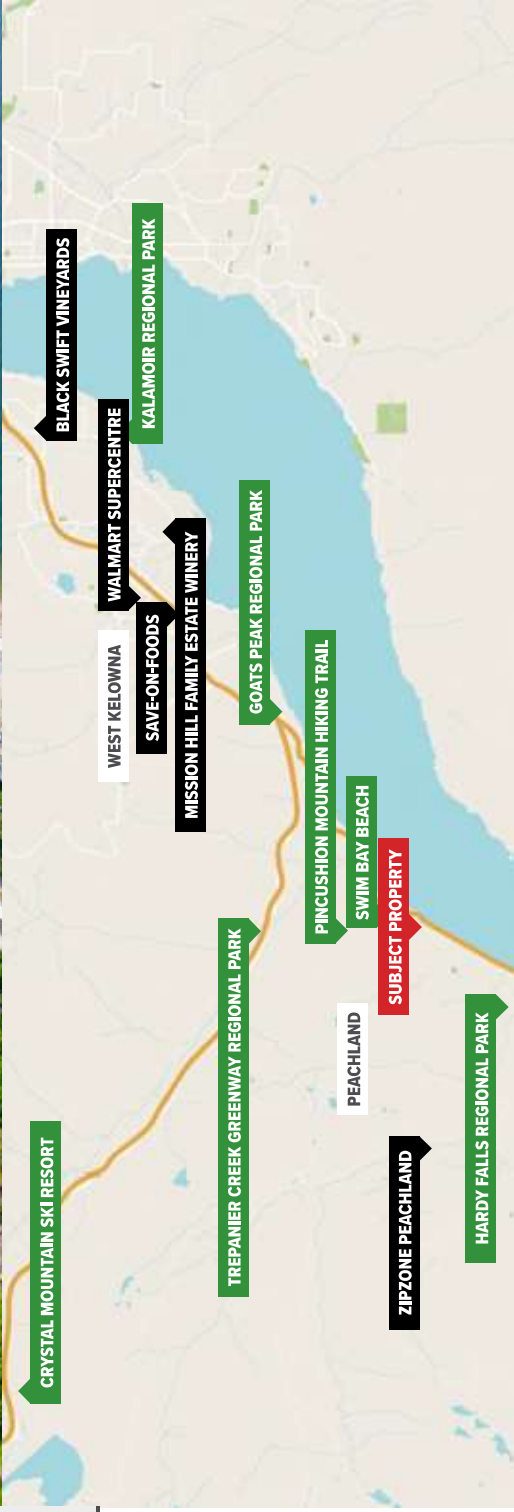 BLACK SWIFT VINEYARDS
KALAMOIR REGIONAL PARK
WALMART SUPERCENTRE
WEST KELOWNA
SAVE-ON-FOODS
MISSION HILL FAMILY ESTATE WINERY
GOATS PEAK REGIONAL PARK
PINCUSHION MOUNTAIN HIKING TRAIL
SWIM BAY BEACH
SUBJECT PROPERTY
TREPANIER CREEK GREENWAY REGIONAL PARK
PEACHLAND
CRYSTAL MOUNTAIN SKI RESORT
ZIPZONE PEACHLAND
HARDY FALLS REGIONAL PARK